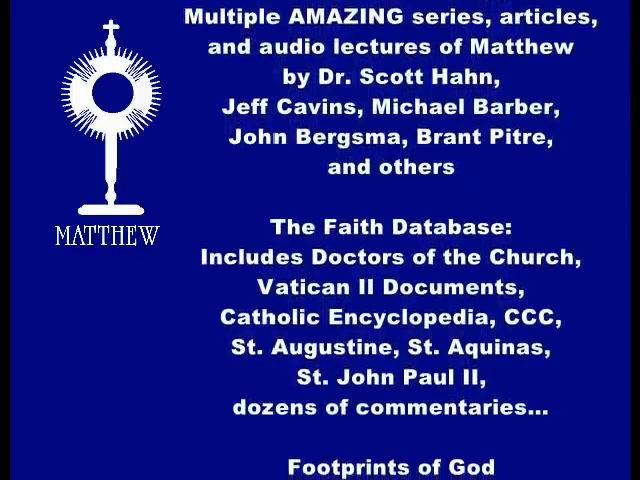 Multiple AMAZING series, articles,
and audio lectures of Matthew
by Dr. Scott Hahn,
Jeff Cavins, Michael Barber,
John Bergsma, Brant Pitre,
and others
MATTHEW
The Faith Database:
Includes Doctors of the Church,
Vatican II Documents,
Catholic Encyclopedia, CCC,
St. Augustine, St. Aquinas,
St. John Paul II,
dozens of commentaries...
Footprints of God